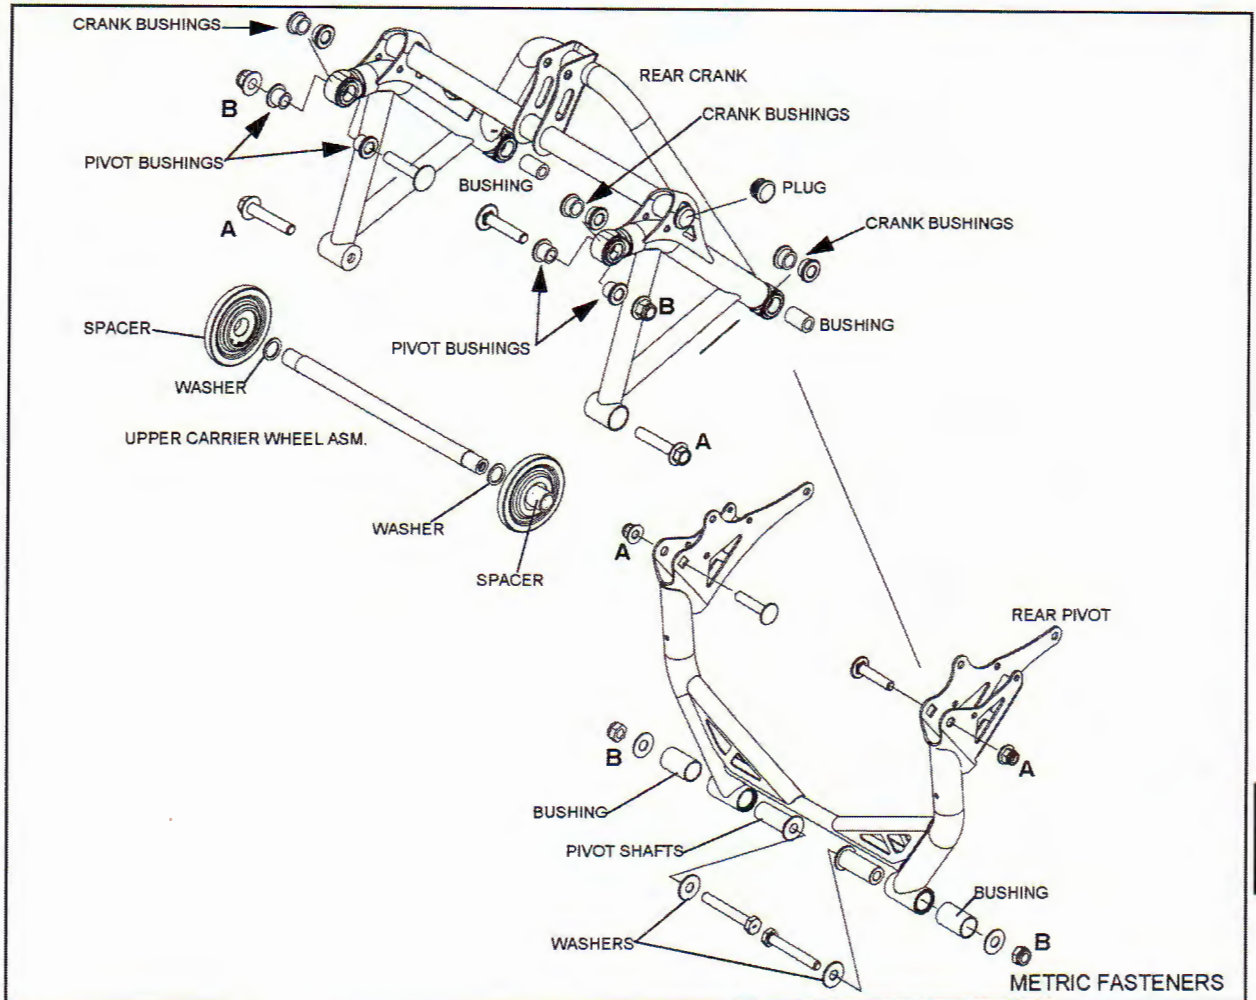 CRANK BUSHINGS
REAR CRANK
B
CRANK BUSHINGS
PIVOT BUSHINGS
BUSHING
PLUG
A
CRANK BUSHINGS
B
SPACER
BUSHING
PIVOT BUSHINGS
WASHER
UPPER CARRIER WHEEL ASM.
A
WASHER
A
SPACER
REAR PIVOT
B
A
BUSHING
PIVOT SHAFTS
BUSHING
WASHERS
B
METRIC FASTENERS